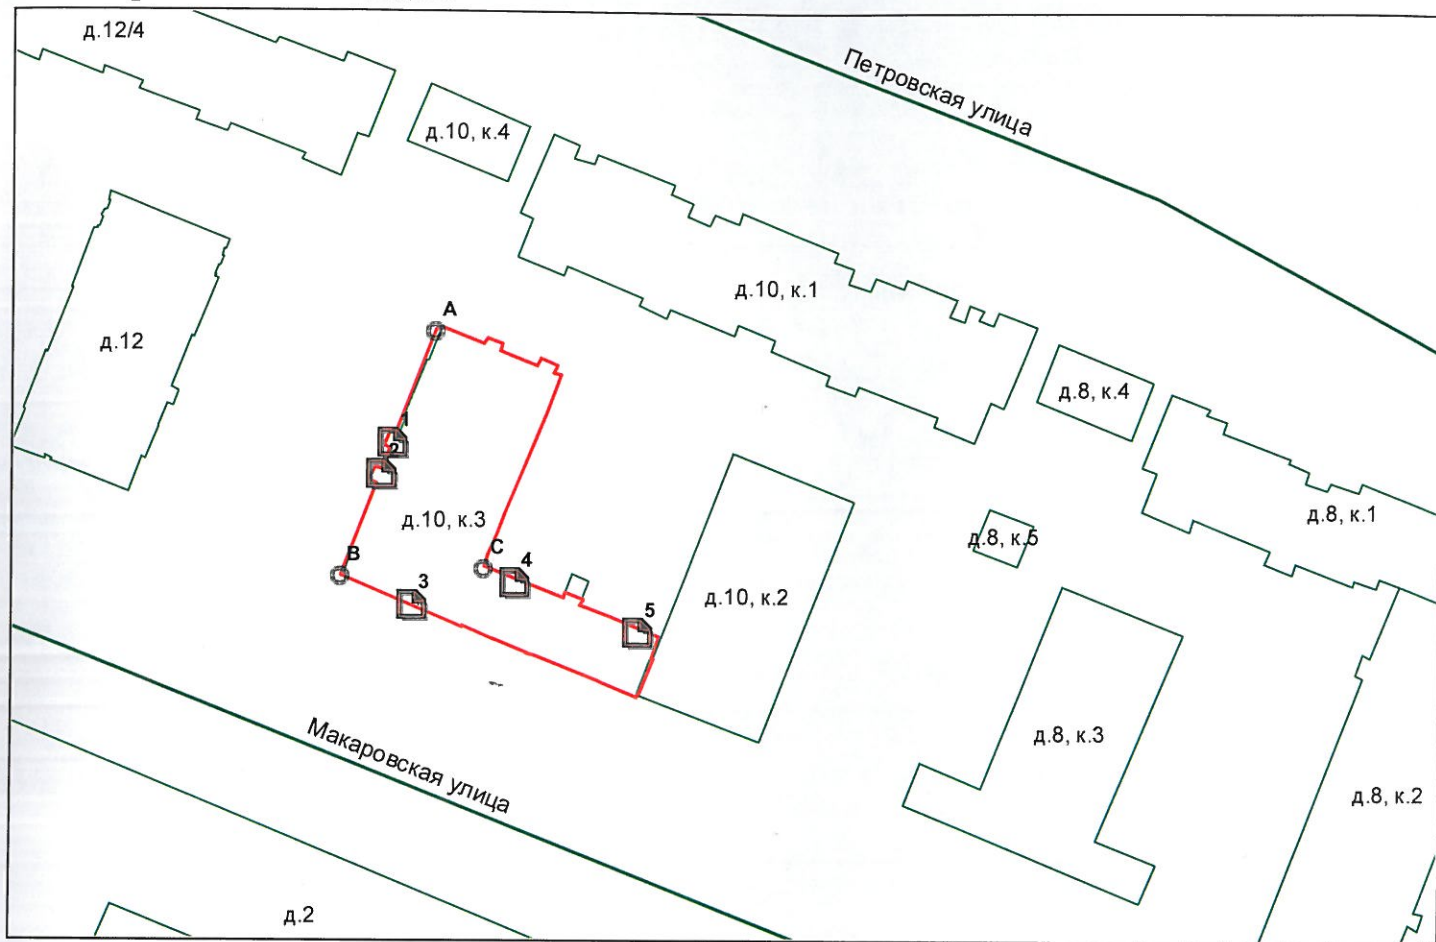 д.12/4
Петровская улица
д.10, к.4
д.10, к.1
д.12
A
д.8, к.4
1
2
д.10, к.3
д.8, к.1
д.8, к.5
B
C
4
3
д.10, к.2
5
д.8, к.3
Макаровская улица
д.8, к.2
д.2